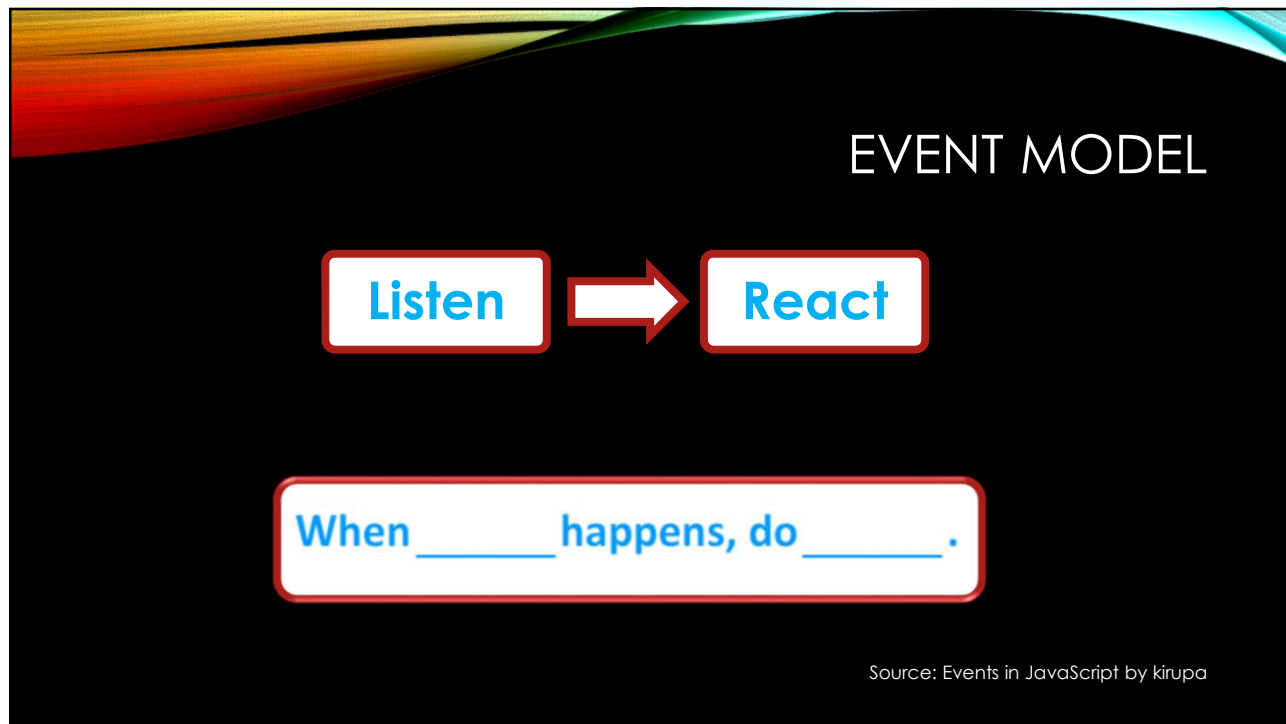 EVENT MODEL
Listen
React
When ______ happens, do ______ .
Source: Events in JavaScript by kirupa